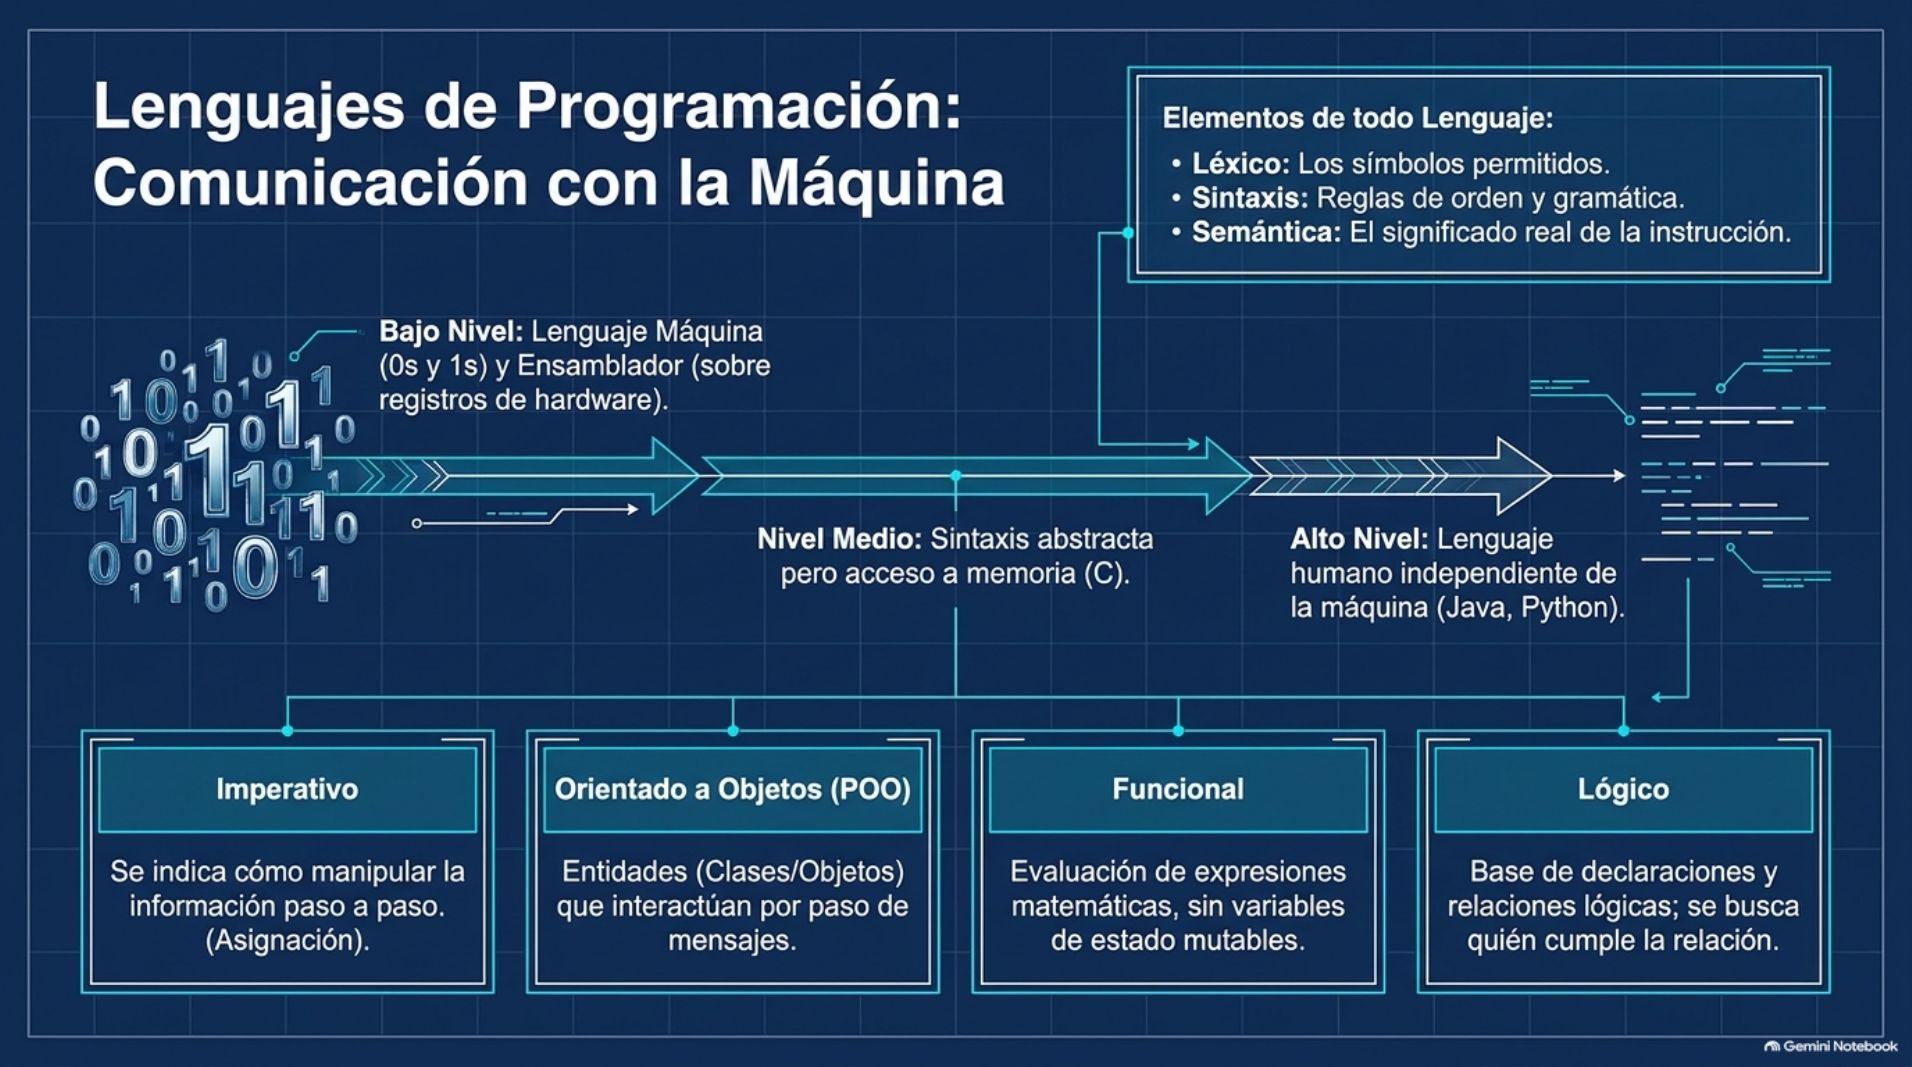 Lenguajes de Programación:
Comunicación con la Máquina
Elementos de todo Lenguaje:
• Léxico: Los símbolos permitidos.
• Sintaxis: Reglas de orden y gramática.
• Semántica: El significado real de la instrucción.
Bajo Nivel: Lenguaje Máquina
(0s y 1s) y Ensamblador (sobre
registros de hardware).
Nivel Medio: Sintaxis abstracta
pero acceso a memoria (C).
Alto Nivel: Lenguaje
humano independiente de
la máquina (Java, Python).
Imperativo
Se indica cómo manipular la
información paso a paso.
(Asignación).
Orientado a Objetos (POO)
Entidades (Clases/Objetos)
que interactúan por paso de
mensajes.
Funcional
Evaluación de expresiones
matemáticas, sin variables
de estado mutables.
Lógico
Base de declaraciones y
relaciones lógicas; se busca
quién cumple la relación.
Gemini Notebook